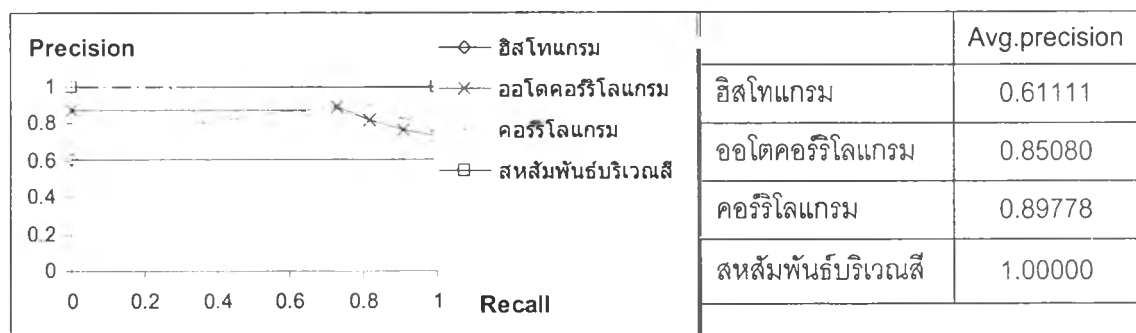 Precision
1
0.8
0.6
0.4
0.2
0
0 0.2 0.4 0.6 0.8 1
Recall
ฮิสโทแกรม
ออโตคอร์ริโลแกรม
คอร์ริโลแกรม
สหสัมพันธ์บริเวณสี
Avg.precision
ฮิสโทแกรม 0.61111
ออโตคอร์ริโลแกรม 0.85080
คอร์ริโลแกรม 0.89778
สหสัมพันธ์บริเวณสี 1.00000